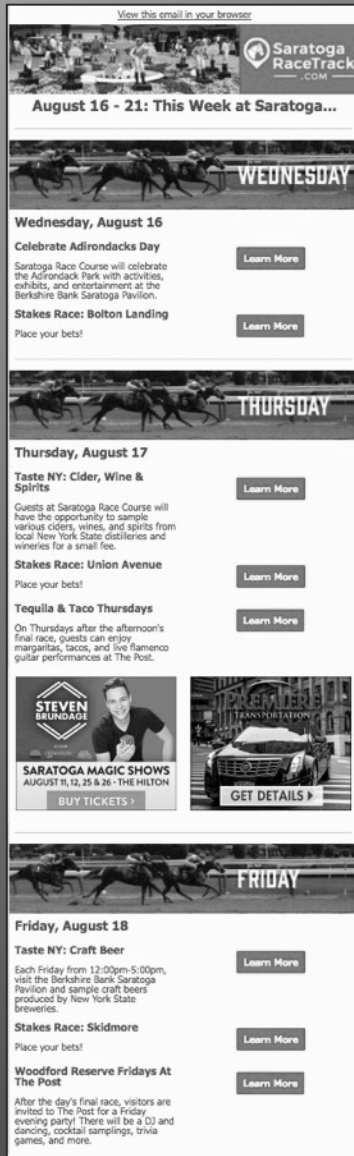 View this email in your browser
Saratoga
RaceTrack
.COM
August 16 - 21: This Week at Saratoga...
WEDNESDAY
Wednesday, August 16
Celebrate Adirondacks Day
Learn More
Saratoga Race Course will celebrate
the Adirondack Park with activities,
exhibits, and entertainment at the
Berkshire Bank Saratoga Pavilion.
Stakes Race: Bolton Landing
Learn More
Place your bets!
THURSDAY
Thursday, August 17
Taste NY: Cider, Wine &
Spirits
Learn More
Guests at Saratoga Race Course will
have the opportunity to sample
various ciders, wines, and spirits from
local New York State distilleries and
wineries for a small fee.
Stakes Race: Union Avenue
Learn More
Place your bets!
Tequila & Taco Thursdays
Learn More
On Thursdays after the afternoon's
final race, guests can enjoy
margaritas, tacos, and live flamenco
guitar performances at The Post.
STEVEN
BRUNDAGE
SARATOGA MAGIC SHOWS
AUGUST 11, 12, 25 & 26 - THE HILTON
BUY TICKETS >
PREMIERE
TRANSPORTATION
GET DETAILS
FRIDAY
Friday, August 18
Taste NY: Craft Beer
Learn More
Each Friday from 12:00pm-5:00pm,
visit the Berkshire Bank Saratoga
Pavilion and sample craft beers
produced by New York State
breweries.
Stakes Race: Skidmore
Learn More
Place your bets!
Woodford Reserve Fridays At
The Post
Learn More
After the day's final race, visitors are
invited to The Post for a Friday
evening party! There will be a DJ and
dancing, cocktail samplings, trivia
games, and more.